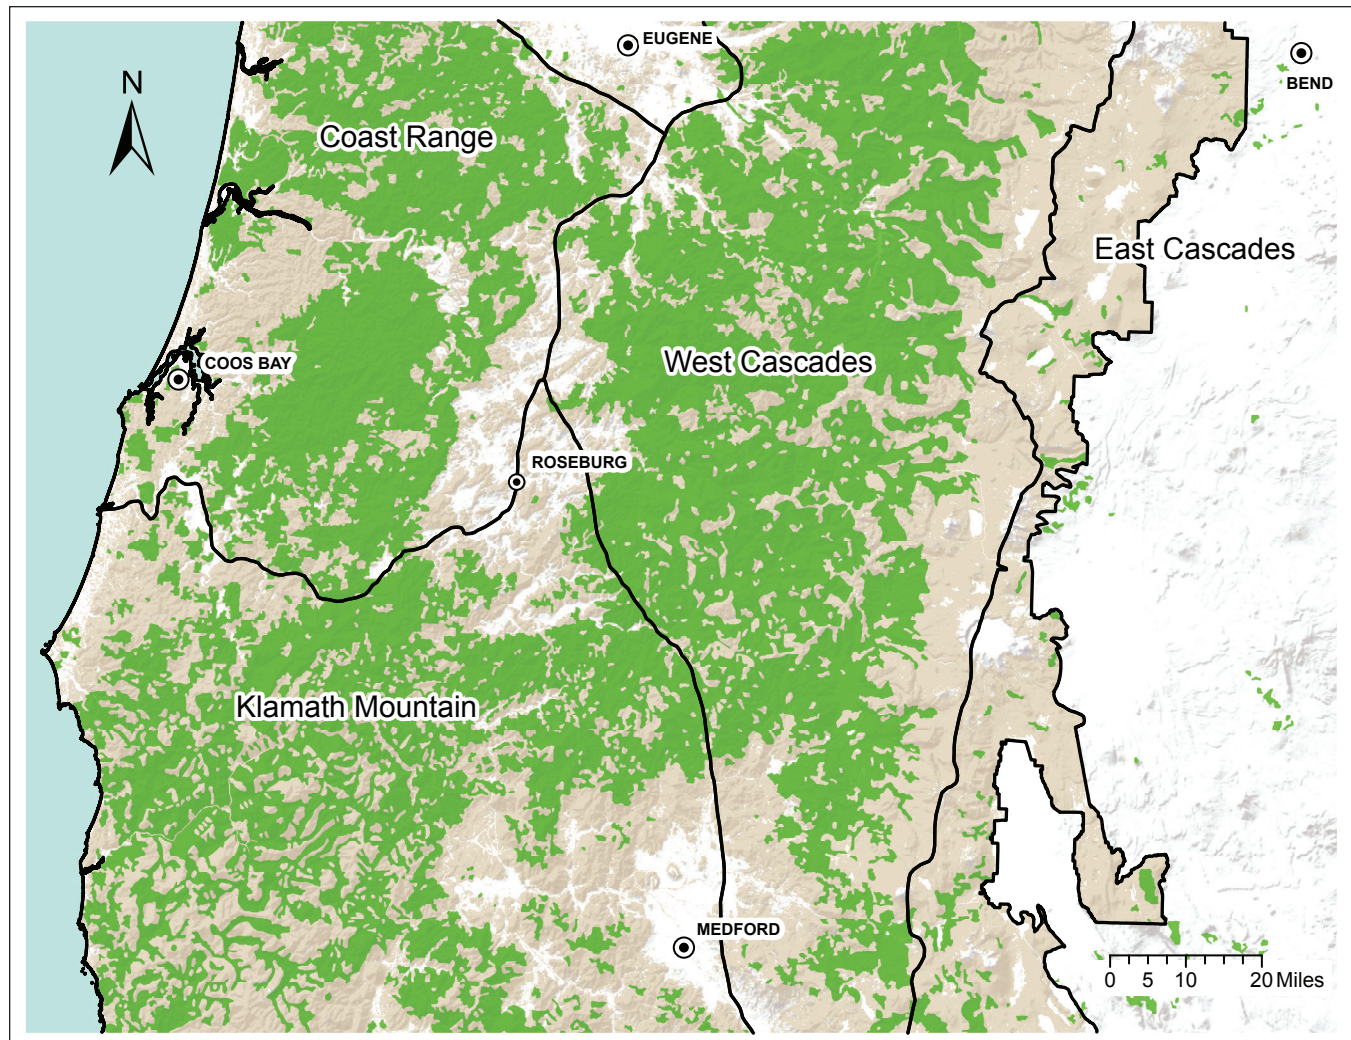 EUGENE
BEND
N
Coast Range
East Cascades
COOS BAY
West Cascades
ROSEBURG
Klamath Mountain
MEDFORD
0 5 10 20 Miles